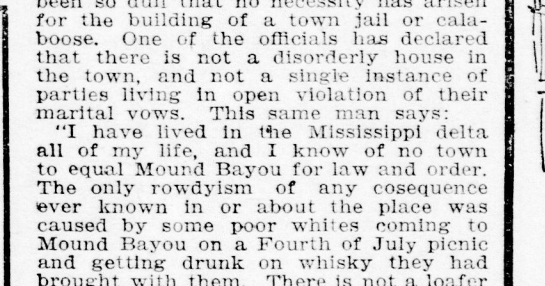 been so dull that no necessity has arisen
for the building of a town jail or cala-
boose. One of the officials has declared
that there is not a disorderly house in
the town, and not a single instance of
parties living in open violation of their
marital vows. This same man says:
"I have lived in the Mississippi delta
all of my life, and I know of no town
to equal Mound Bayou for law and order.
The only rowdyism of any cosequence
ever known in or about the place was
caused by some poor whites coming to
Mound Bayou on a Fourth of July picnic
and getting drunk on whisky they had
brought with them. There is not a loafer